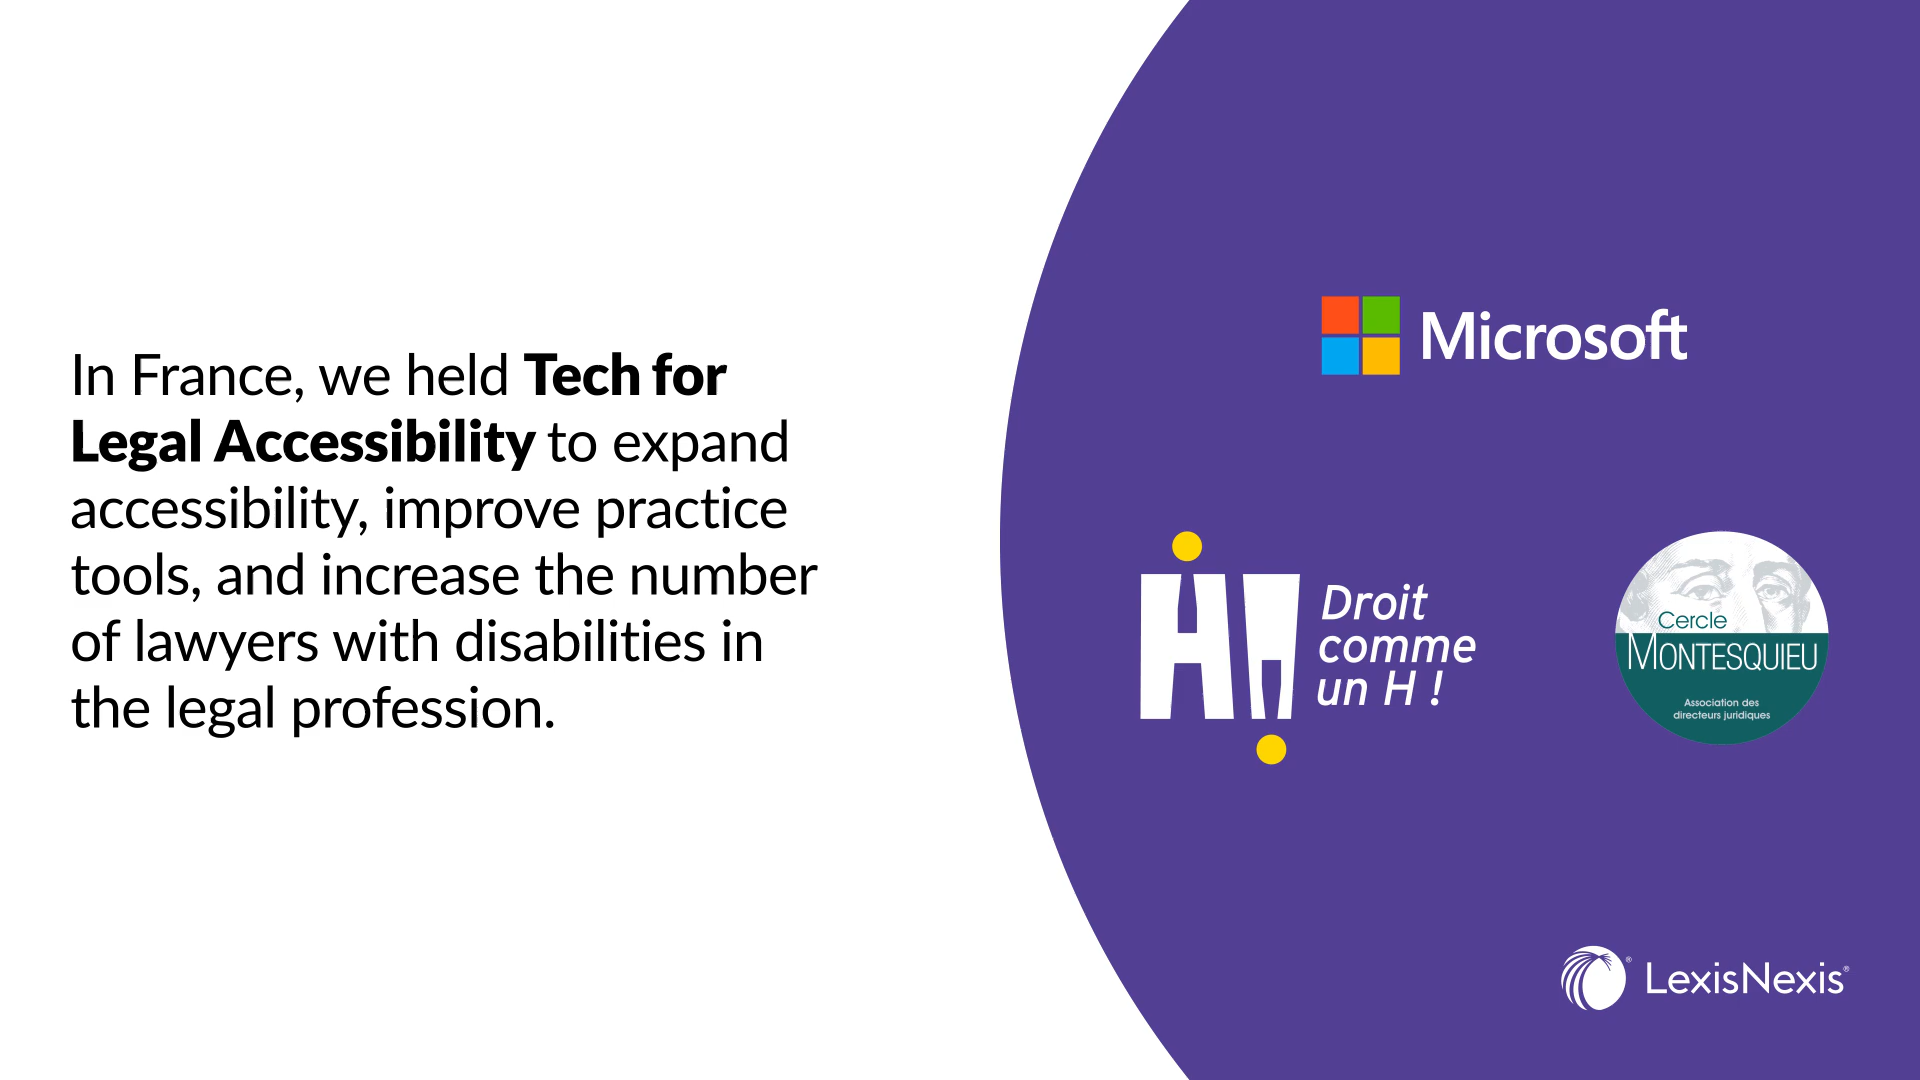 In France, we held Tech for
Legal Accessibility to expand
accessibility, improve practice
tools, and increase the number
of lawyers with disabilities in
the legal profession.
Microsoft
H!
Droit
comme
un H !
Cercle
MONTESQUIEU
Association des
directeurs juridiques
LexisNexis®